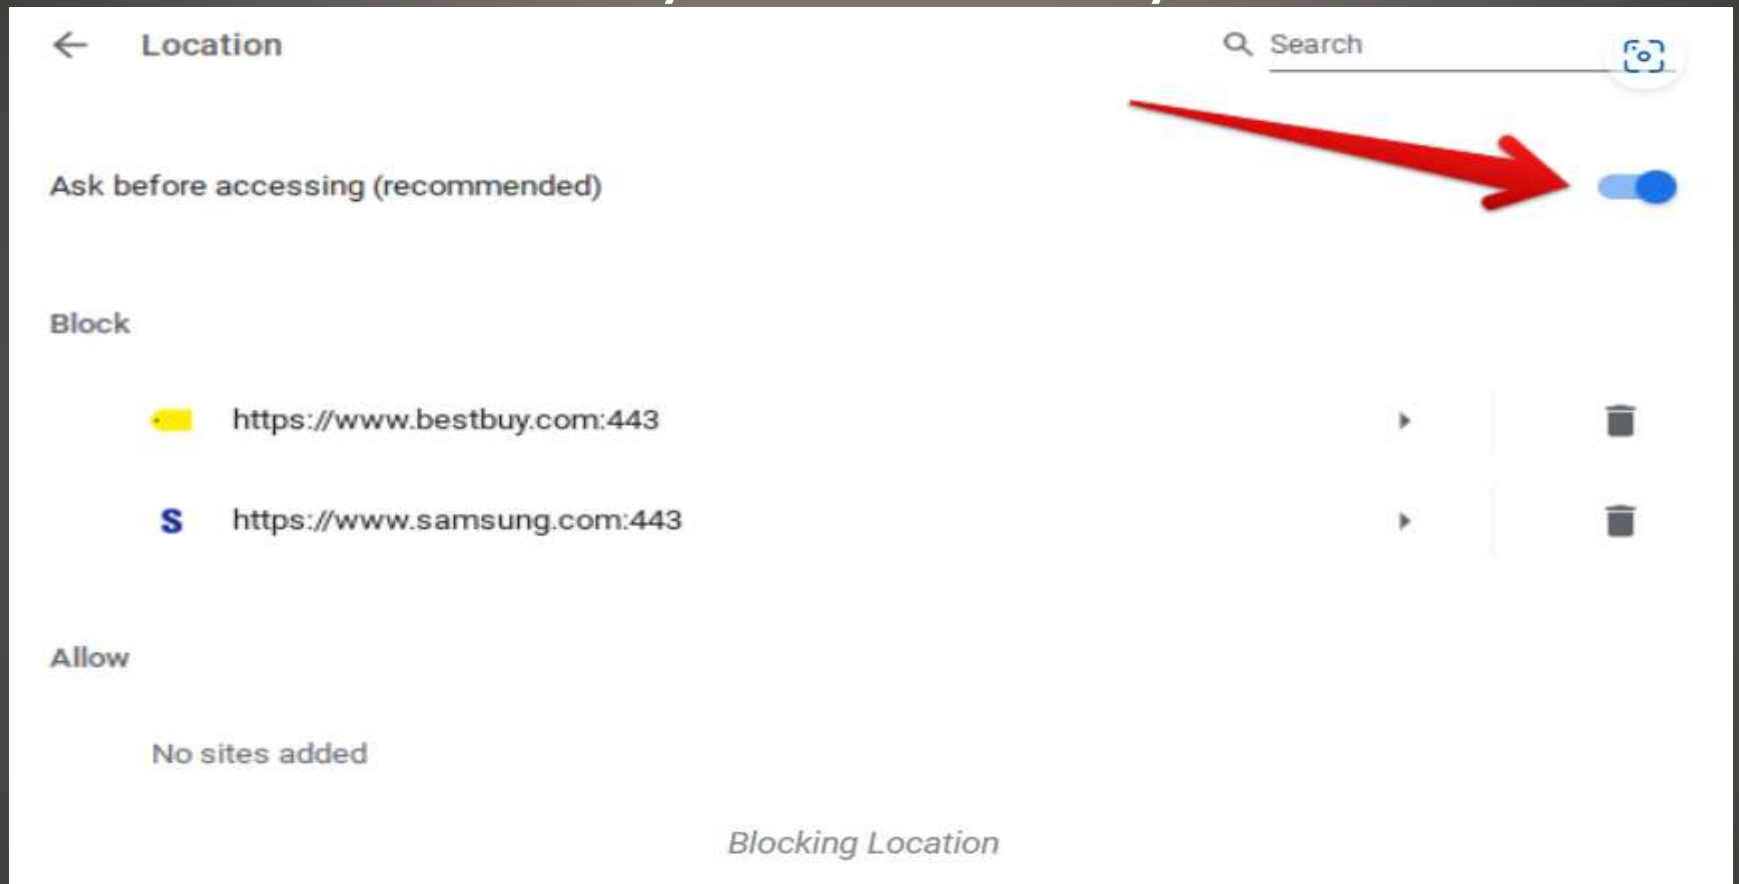 Location
Search
Ask before accessing (recommended)
Block
https://www.bestbuy.com:443
S https://www.samsung.com:443
Allow
No sites added
Blocking Location